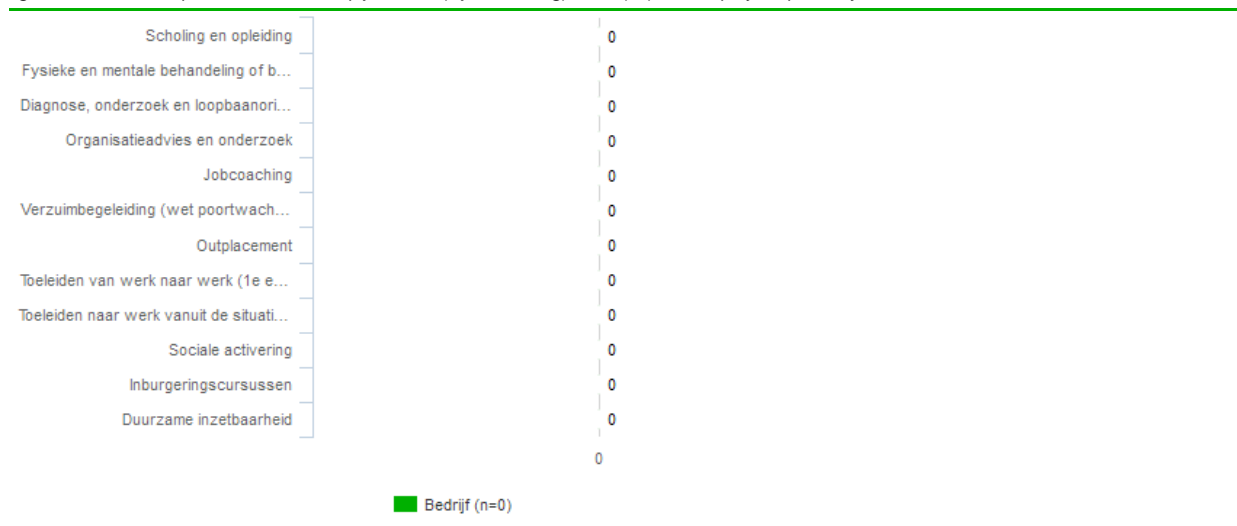 Scholing en opleiding 0
Fysieke en mentale behandeling of b... 0
Diagnose, onderzoek en loopbaanori... 0
Organisatieadvies en onderzoek 0
Jobcoaching 0
Verzuimbegeleiding (wet poortwach... 0
Outplacement 0
Toeleiden van werk naar werk (1e e... 0
Toeleiden naar werk vanuit de situati... 0
Sociale activering 0
Inburgeringscursussen 0
Duurzame inzetbaarheid 0
0
Bedrijf (n=0)